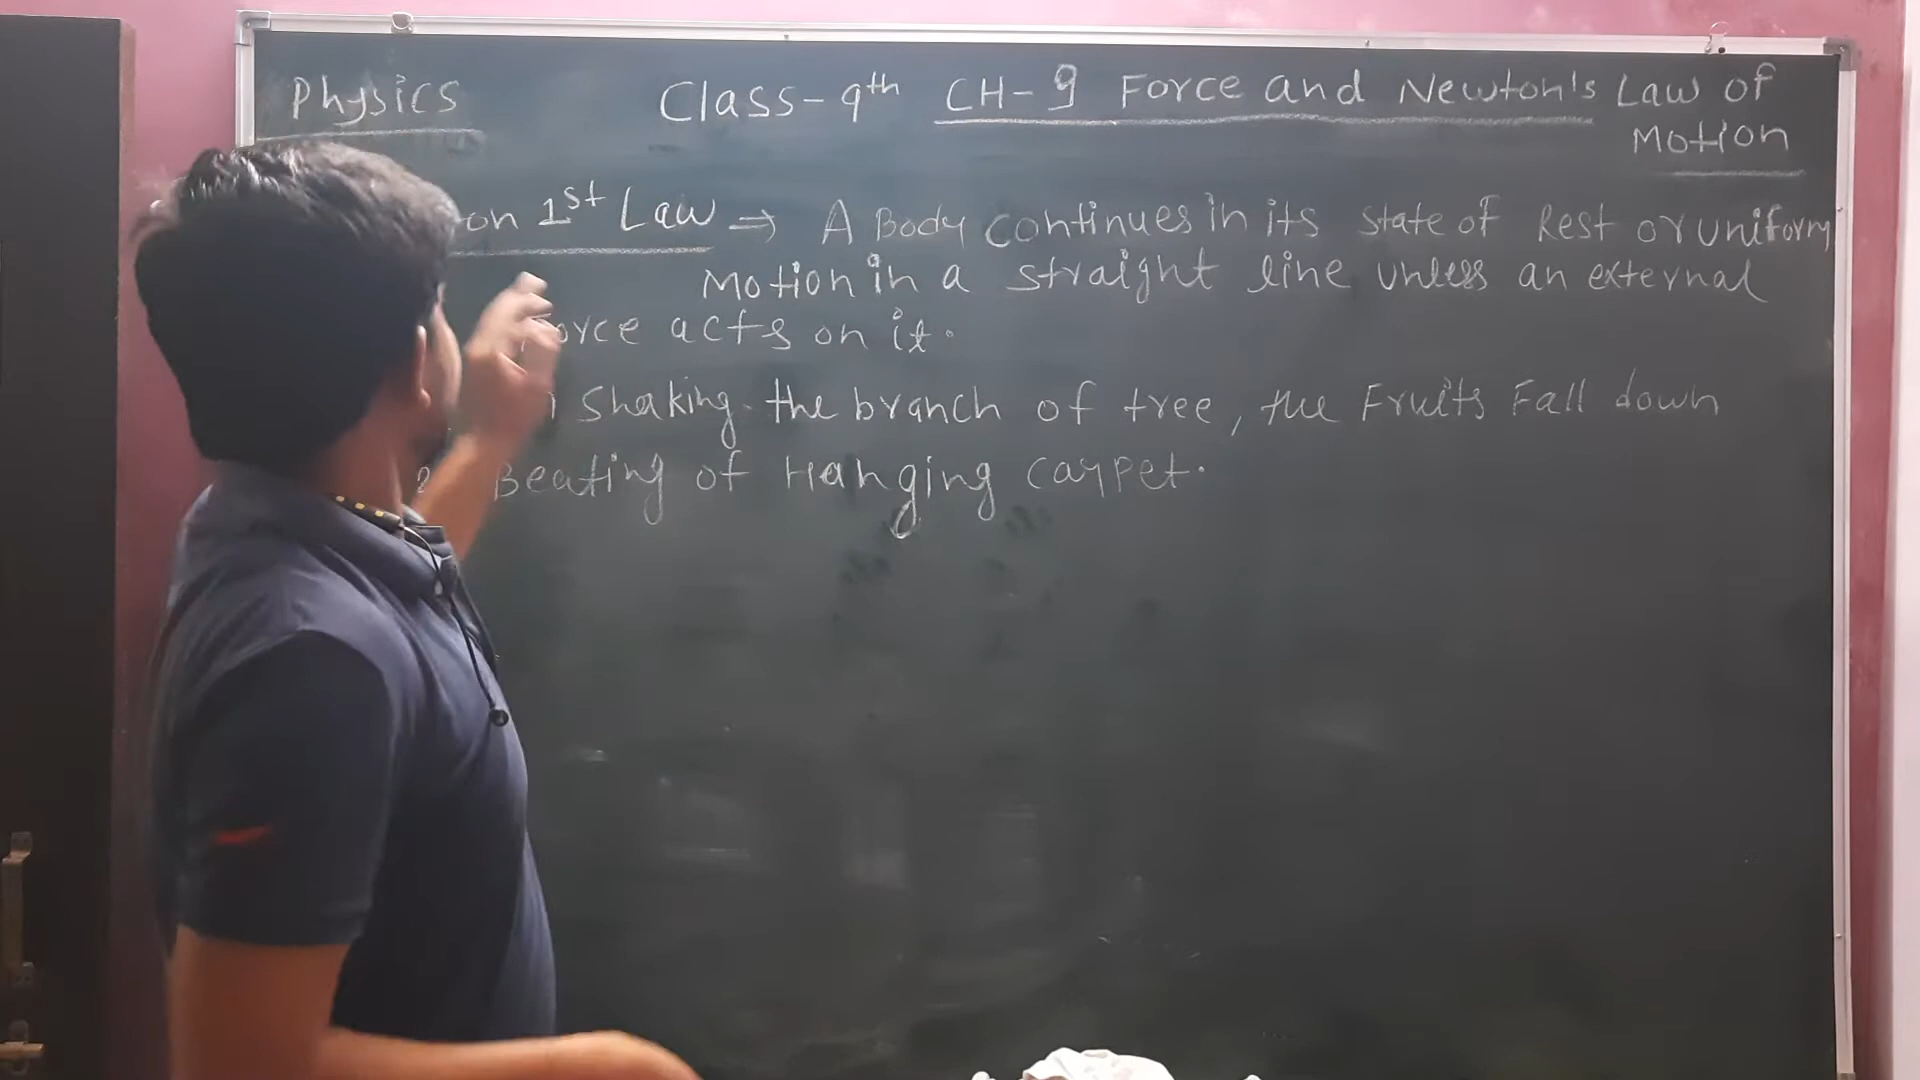 Physics Class-9th CH-9 Force and Newton's Law of
Motion
on 1st Law ⇒ A Body continues in its state of Rest or uniform
Motion in a straight line unless an external
orce acts on it.
Shaking the branch of tree, the Fruits Fall down
2 Beating of Hanging carpet.